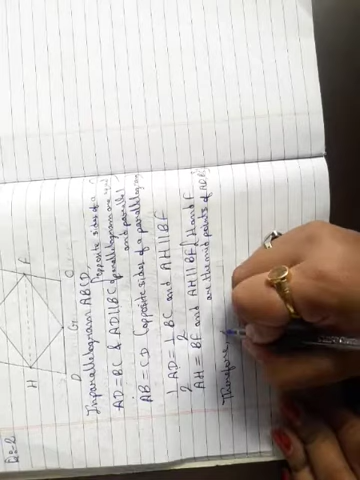 H
F
D
G
C
In parallelogram ABCD,
AD = BC & AD || BC (opposite sides of a parallelogram are equal and parallel)
AB = CD (opposite sides of a parallelogram
1/2 AD = 1/2 BC and AH || BF
AH = BF and AH || BF (H and F are the mid points of AD &
Therefore,